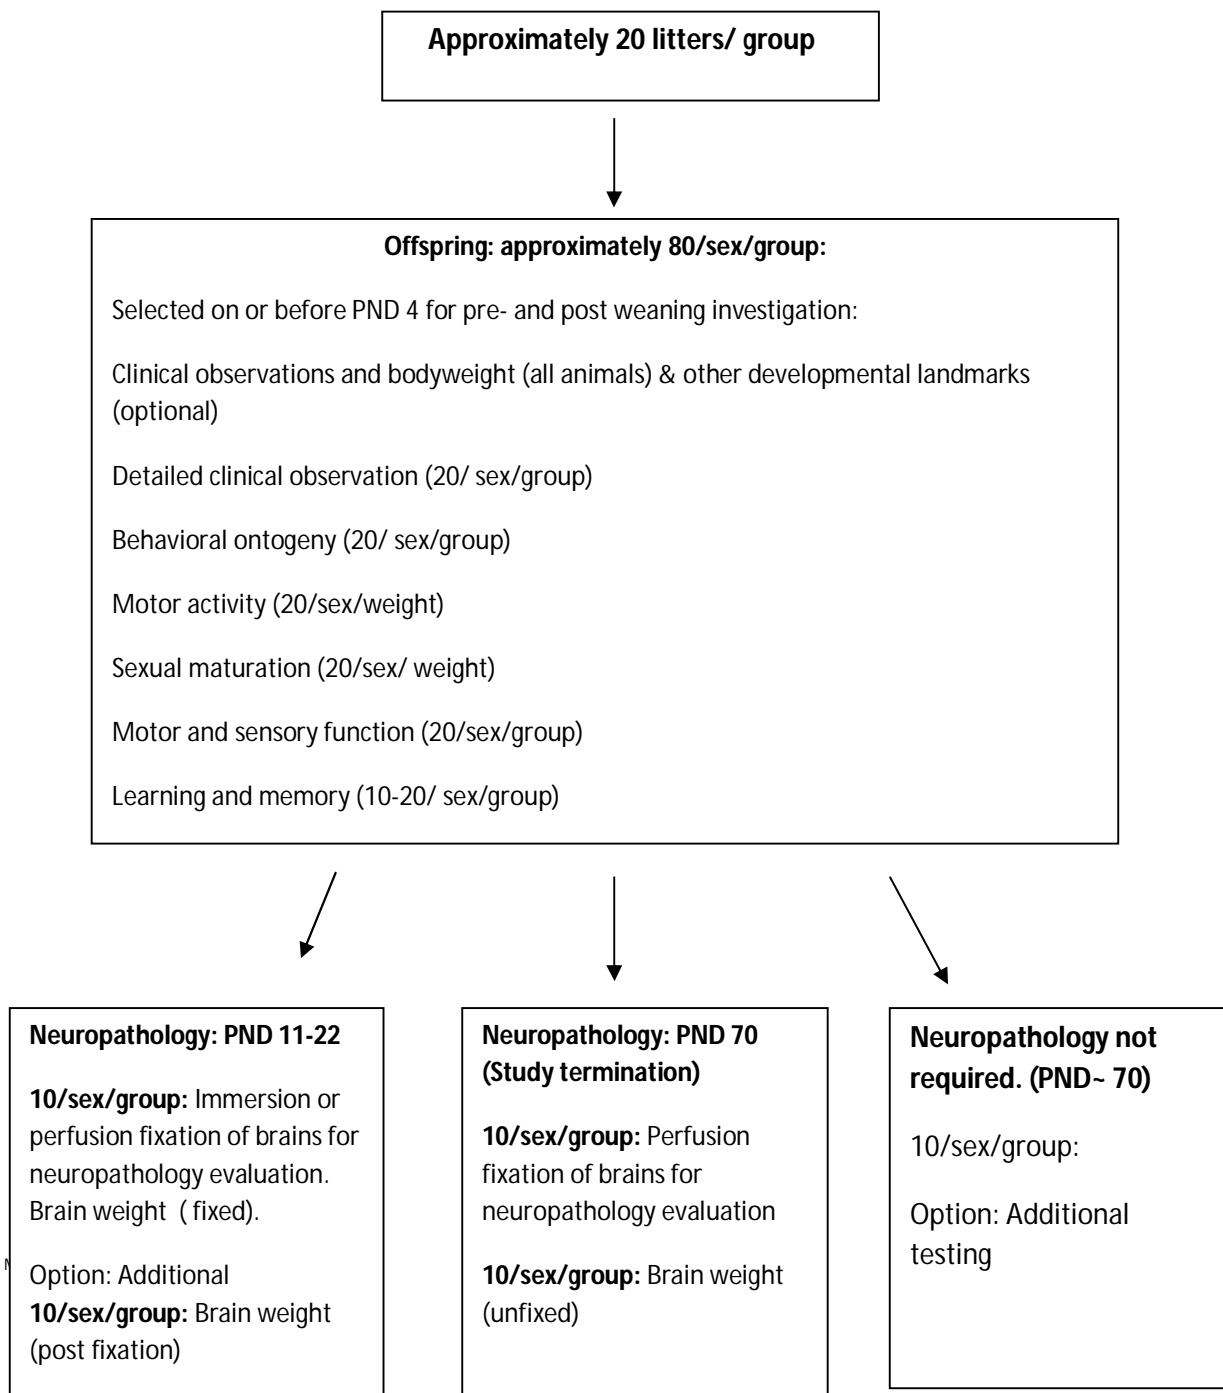 Approximately 20 litters/ group
Offspring: approximately 80/sex/group:
Selected on or before PND 4 for pre- and post weaning investigation:
Clinical observations and bodyweight (all animals) & other developmental landmarks
(optional)
Detailed clinical observation (20/ sex/group)
Behavioral ontogeny (20/ sex/group)
Motor activity (20/sex/weight)
Sexual maturation (20/sex/ weight)
Motor and sensory function (20/sex/group)
Learning and memory (10-20/ sex/group)
Neuropathology: PND 11-22
10/sex/group: Immersion or
perfusion fixation of brains for
neuropathology evaluation.
Brain weight ( fixed).
Option: Additional
10/sex/group: Brain weight
(post fixation)
Neuropathology: PND 70
(Study termination)
10/sex/group: Perfusion
fixation of brains for
neuropathology evaluation
10/sex/group: Brain weight
(unfixed)
Neuropathology not
required. (PND~ 70)
10/sex/group:
Option: Additional
testing